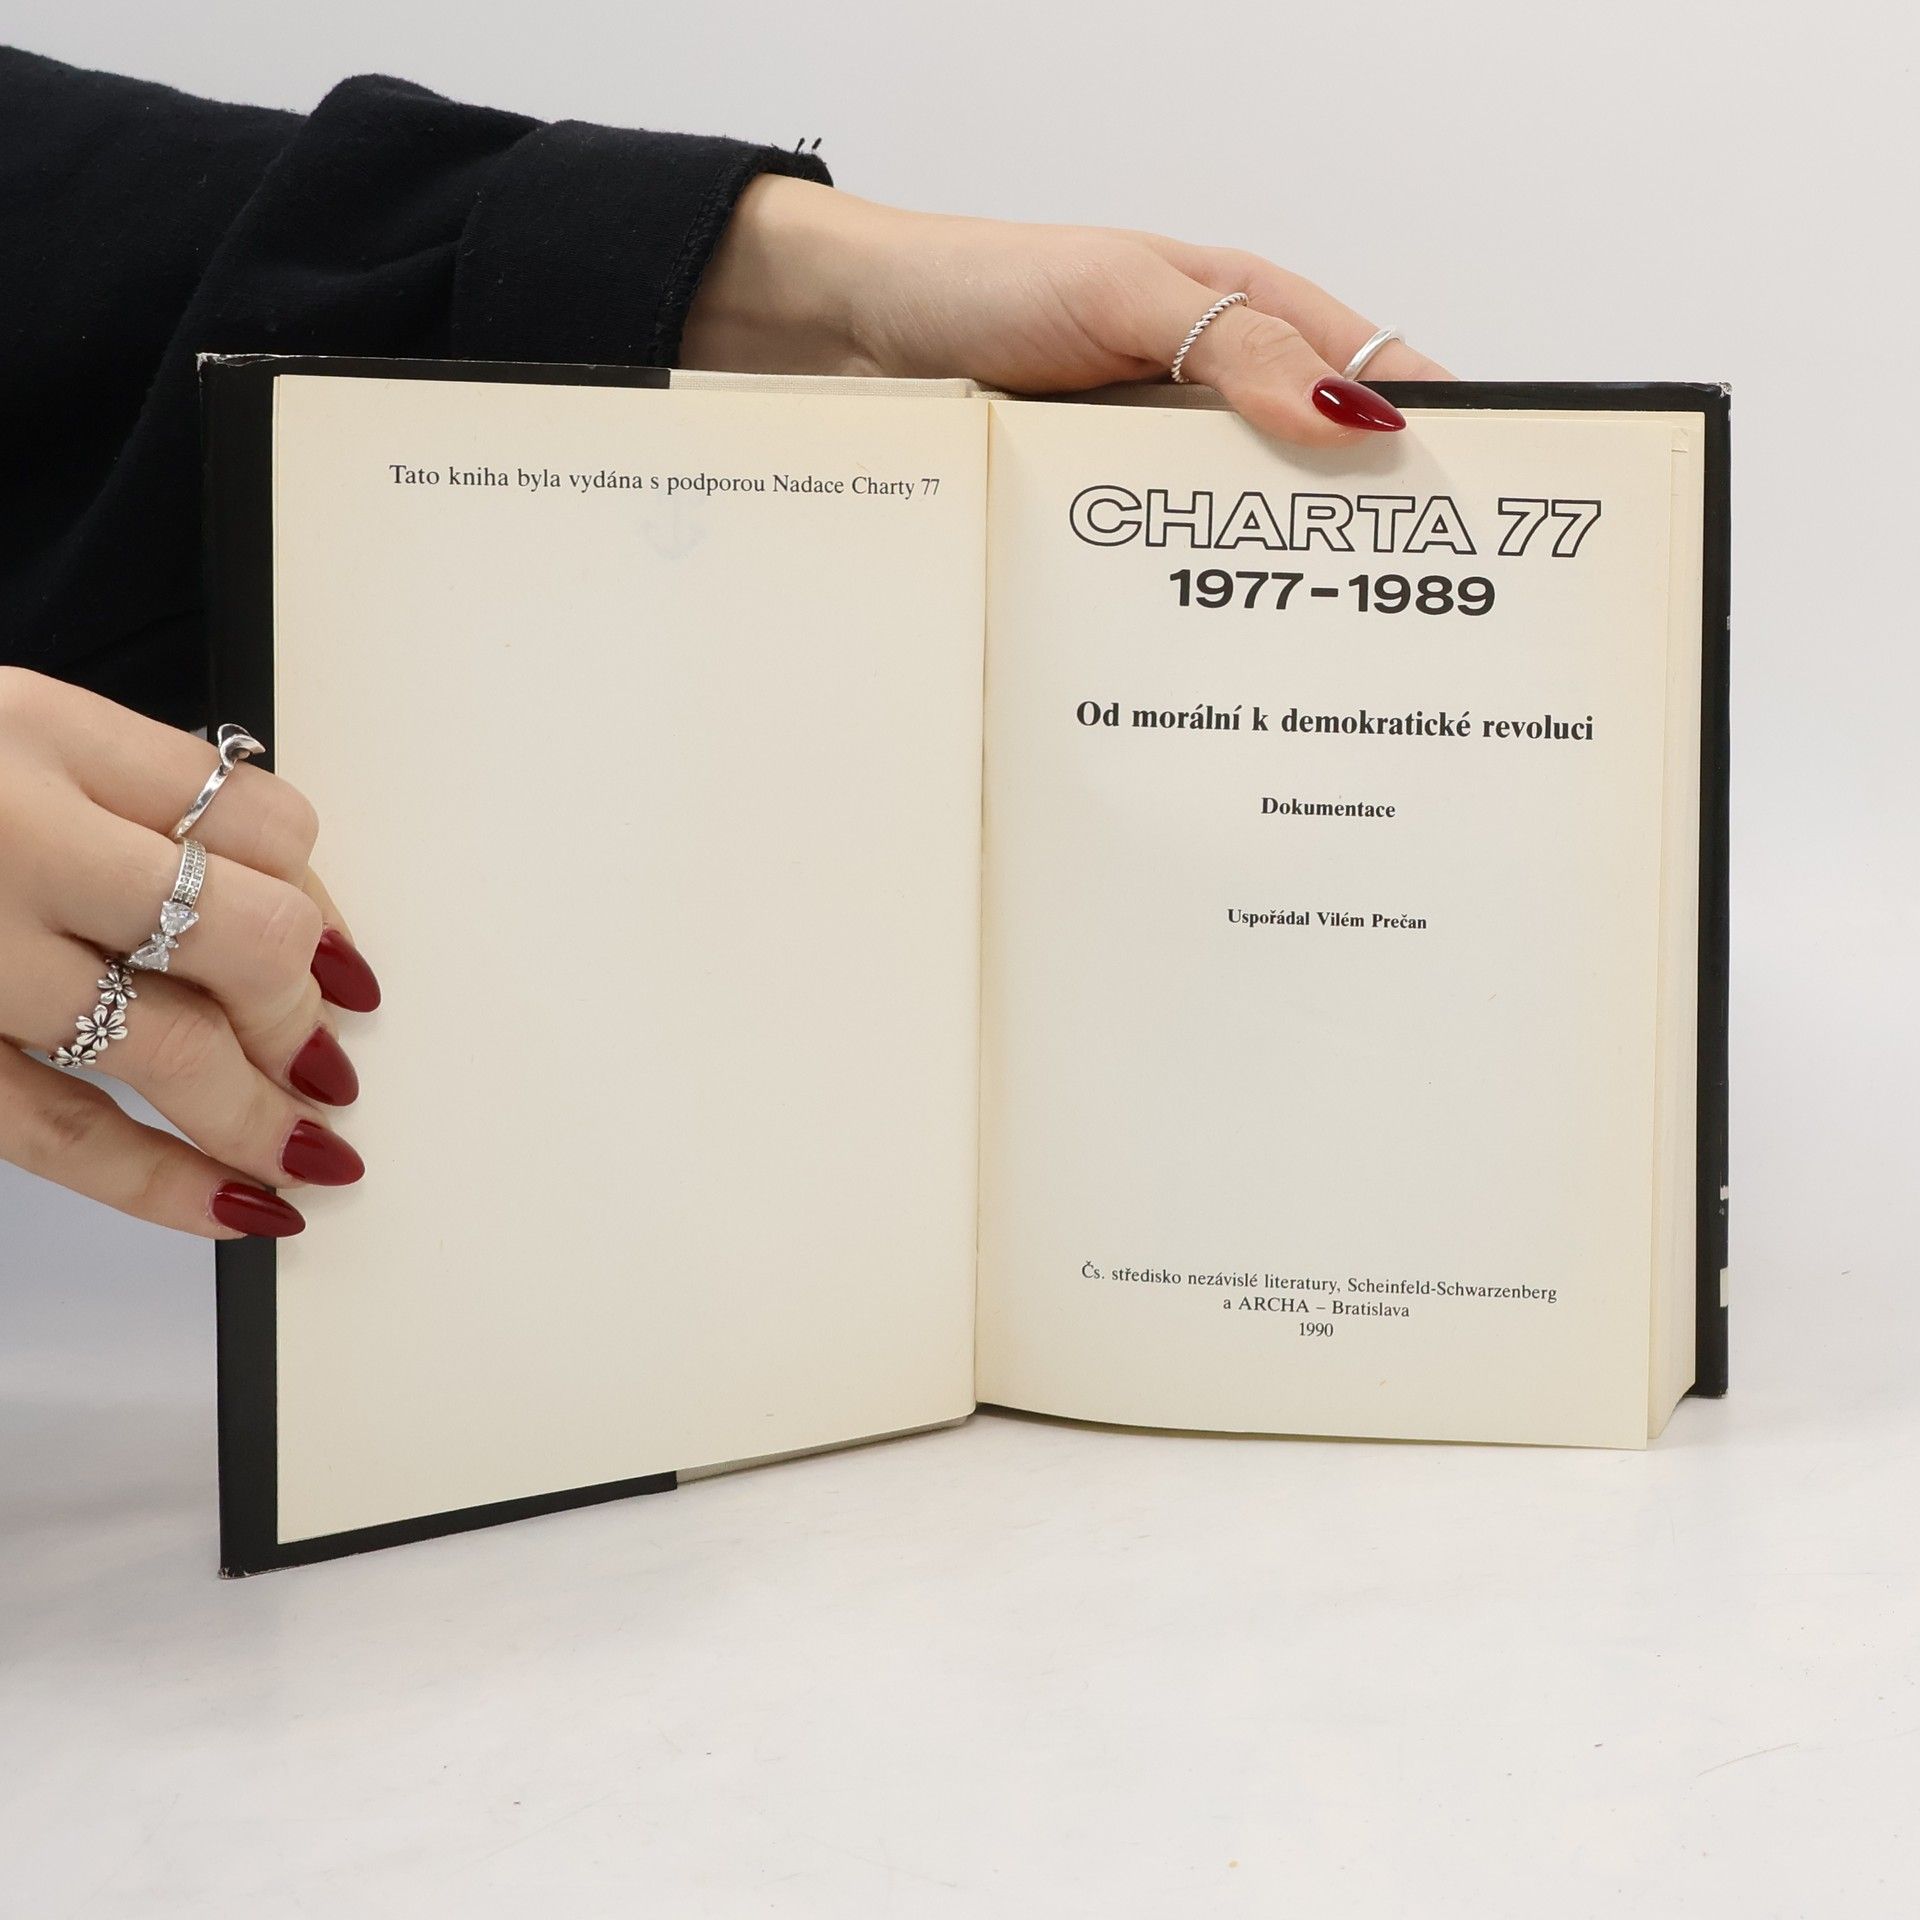 Tato kniha byla vydána s podporou Nadace Charty 77
CHARTA 77
1977–1989
Od morální k demokratické revoluci
Dokumentace
Uspořádal Vilém Prečan
Čs. středisko nezávislé literatury, Scheinfeld-Schwarzenberg
a ARCHA – Bratislava
1990